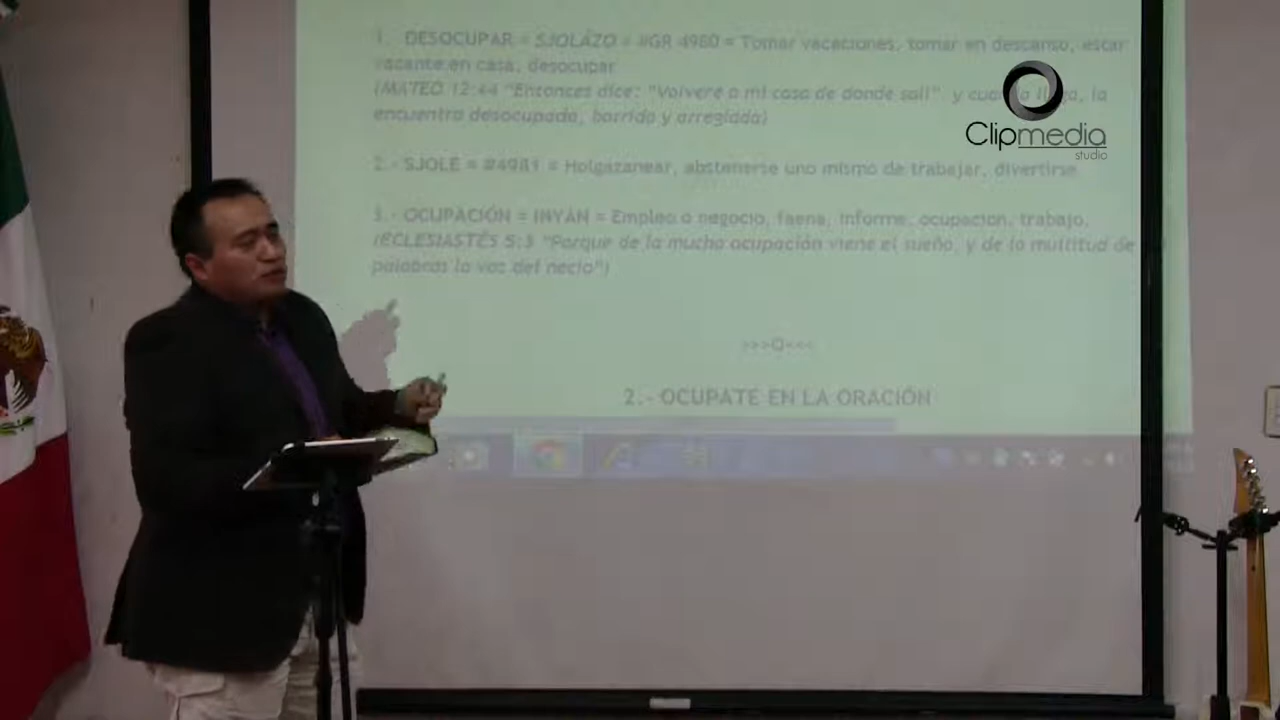 1. DESOCUPAR = SJOLÁZO = #GR 4980 = Tomar vacaciones, tomar en descanso, estar
vacante en casa, desocupar
(MATEO 12:44 "Entonces dice: "Volveré a mi casa de donde salí". y cuando llega, la
encuentra desocupada, barrida y arreglada)
Clipmedia
studio
2.- SJOLÉ = #4981 = Holgazanear, abstenerse uno mismo de trabajar, divertirse
3.- OCUPACIÓN = INYÁN = Empleo o negocio, faena, informe, ocupacion, trabajo.
(ECLESIASTÉS 5:3 "Porque de la mucha ocupación viene el sueño, y de la multitud de
palabras la voz del necio")
>>>O<<<
2.- OCUPATE EN LA ORACIÓN